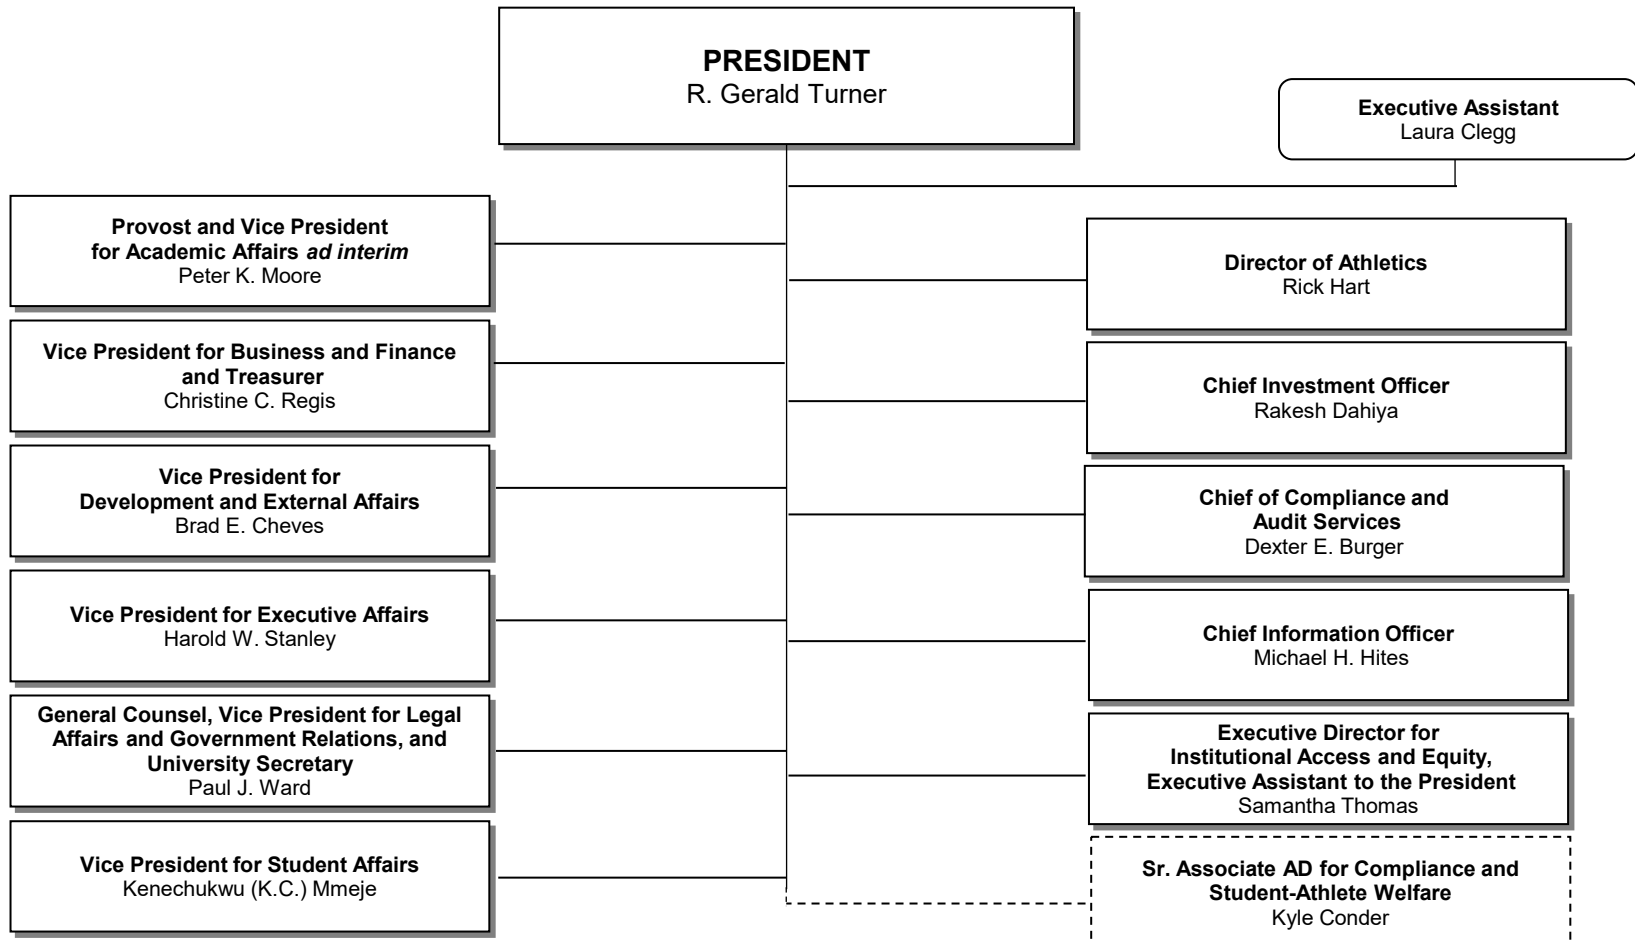 PRESIDENT
R. Gerald Turner
Executive Assistant
Laura Clegg
Provost and Vice President
for Academic Affairs ad interim
Peter K. Moore
Vice President for Business and Finance
and Treasurer
Christine C. Regis
Vice President for
Development and External Affairs
Brad E. Cheves
Vice President for Executive Affairs
Harold W. Stanley
General Counsel, Vice President for Legal
Affairs and Government Relations, and
University Secretary
Paul J. Ward
Vice President for Student Affairs
Kenechukwu (K.C.) Mmeje
Director of Athletics
Rick Hart
Chief Investment Officer
Rakesh Dahiya
Chief of Compliance and
Audit Services
Dexter E. Burger
Chief Information Officer
Michael H. Hites
Executive Director for
Institutional Access and Equity,
Executive Assistant to the President
Samantha Thomas
Sr. Associate AD for Compliance and
Student-Athlete Welfare
Kyle Conder